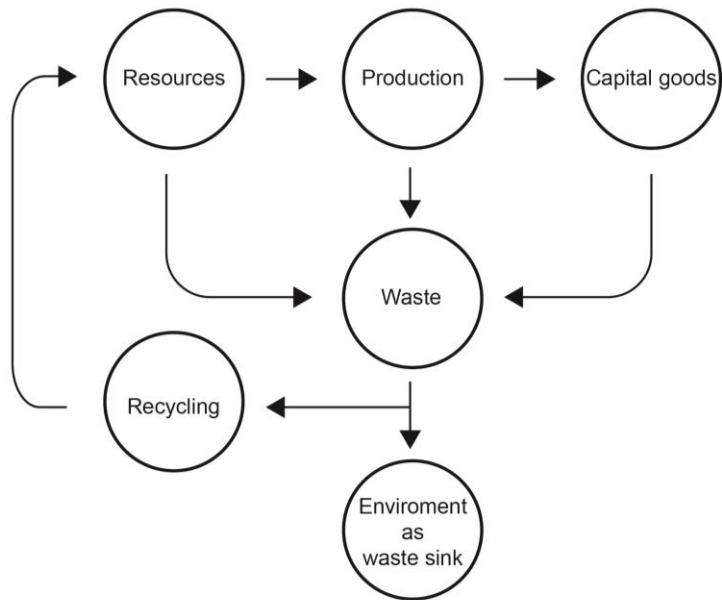 Resources
Production
Capital goods
Waste
Recycling
Enviroment
as
waste sink